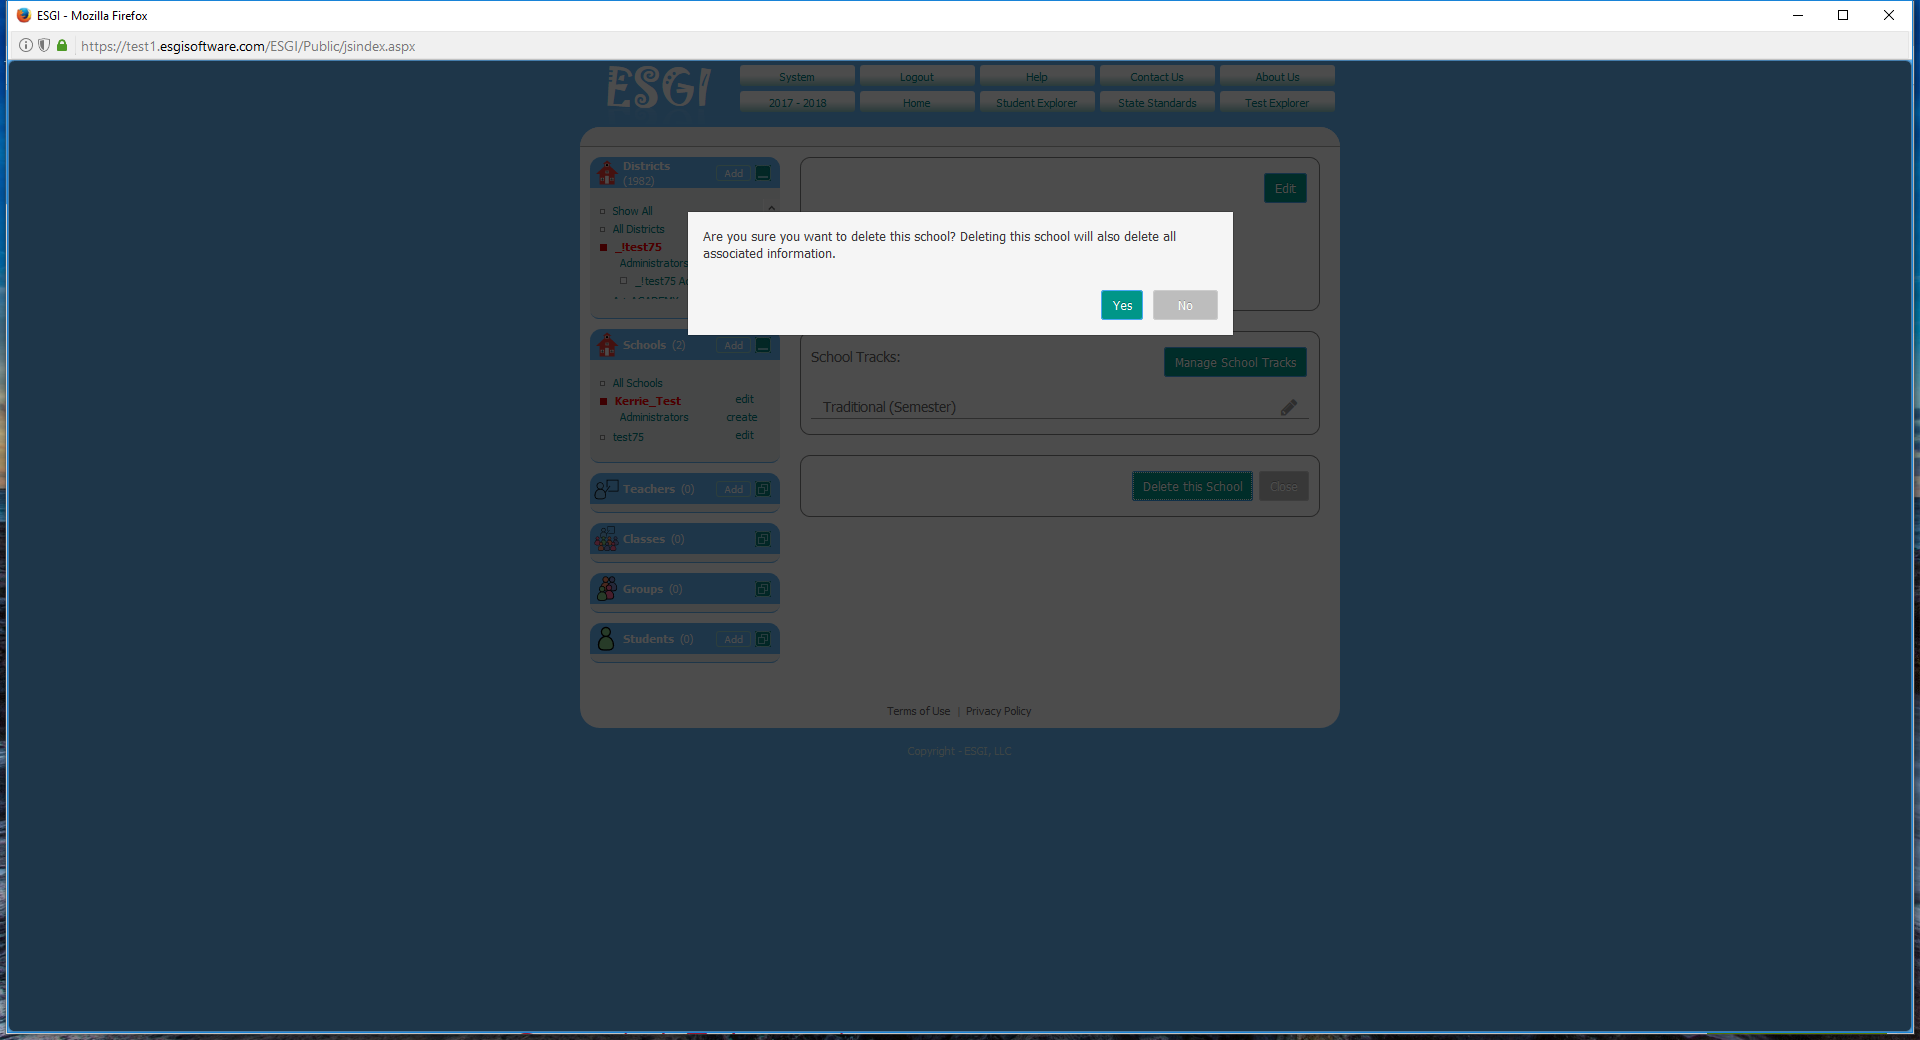 ESGI - Mozilla Firefox
https://test1.esgisoftware.com/ESGI/Public/jsindex.aspx
ESGI
System
Logout
Help
Contact Us
About Us
2017 - 2018
Home
Student Explorer
State Standards
Test Explorer
Districts
(1982)
Add
Show All
All Districts
_!test75
Administrators
_!test75
Edit
Are you sure you want to delete this school? Deleting this school will also delete all
associated information.
Yes
No
Schools (2)
Add
All Schools
Kerrie_Test
edit
Administrators
create
test75
edit
School Tracks:
Manage School Tracks
Traditional (Semester)
Delete this School
Close
Teachers (0)
Add
Classes (0)
Groups (0)
Students (0)
Add
Terms of Use | Privacy Policy
Copyright - ESGI, LLC